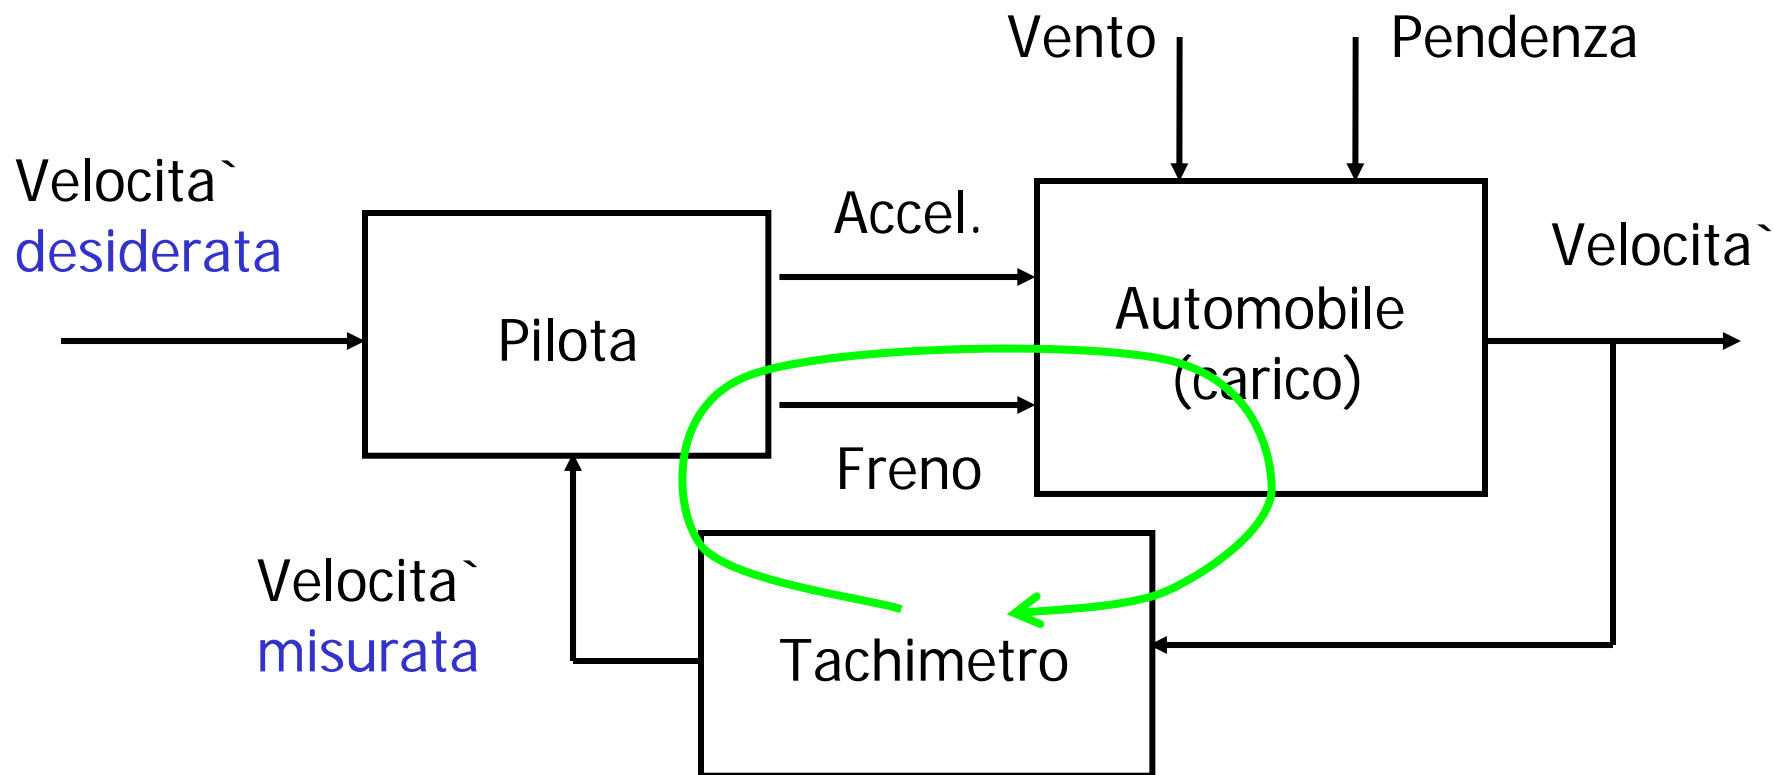 Vento
Pendenza
Velocita`
desiderata
Accel.
Velocita`
Pilota
Automobile
(carico)
Freno
Velocita`
misurata
Tachimetro